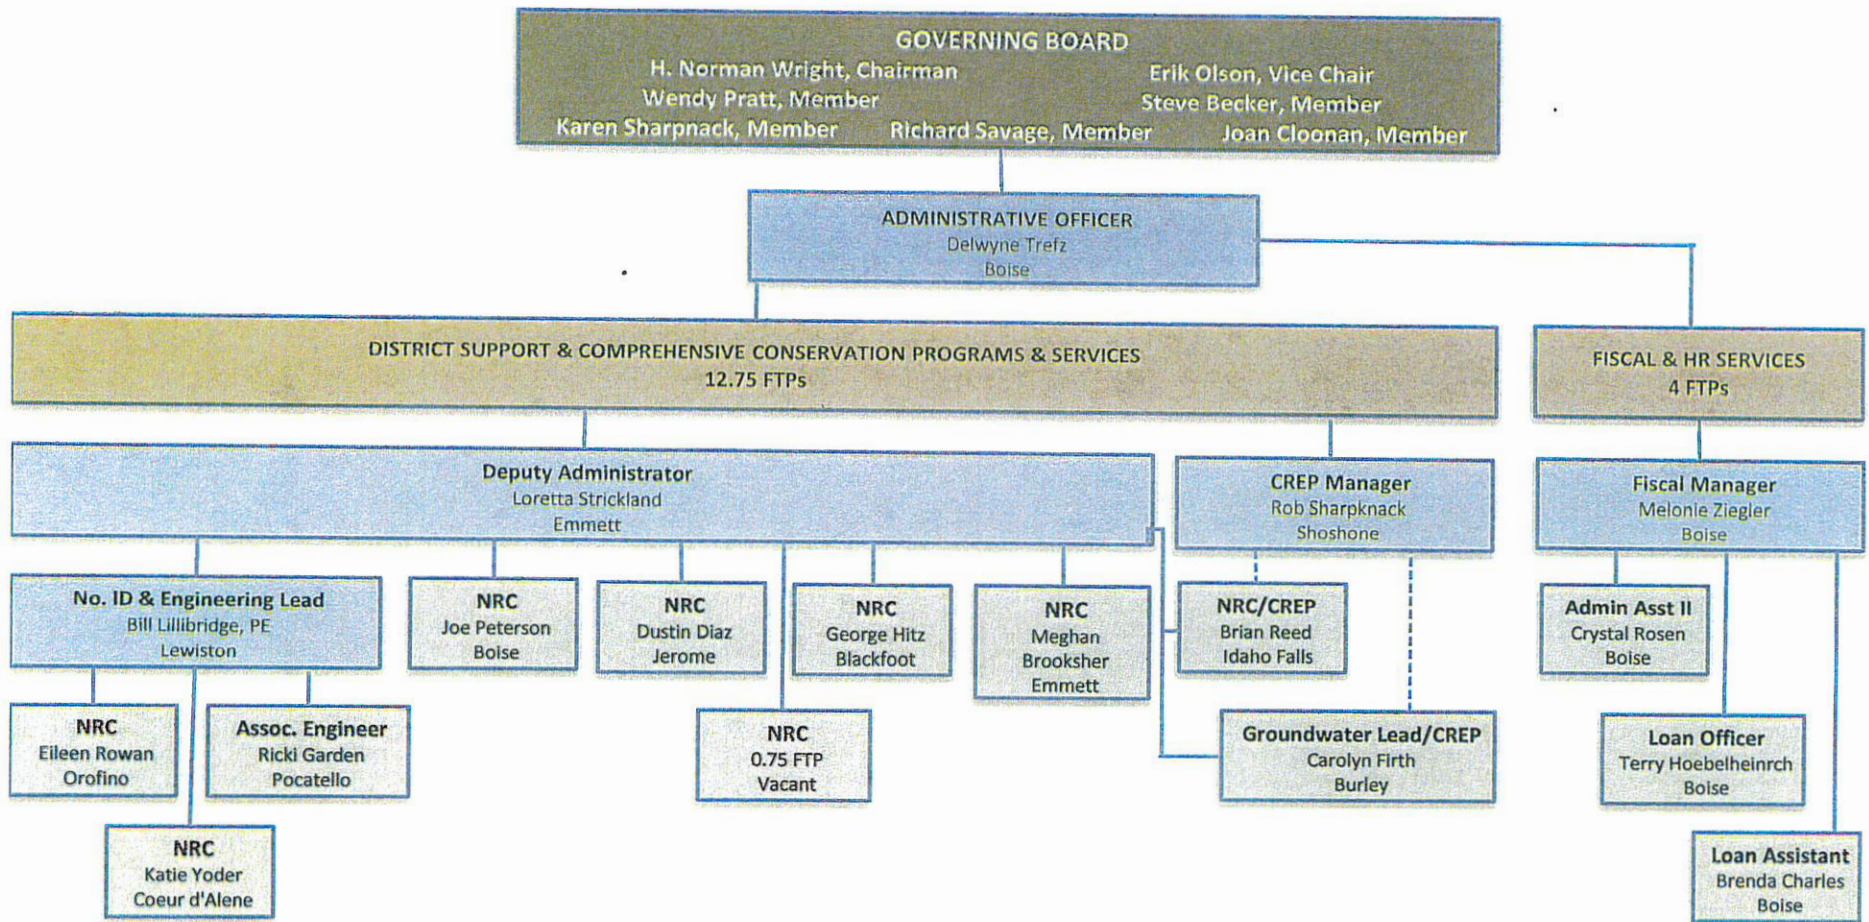 GOVERNING BOARD
H. Norman Wright, Chairman Erik Olson, Vice Chair
Wendy Pratt, Member Steve Becker, Member
Karen Sharpnack, Member Richard Savage, Member Joan Cloonan, Member
ADMINISTRATIVE OFFICER
Delwyne Trefz
Boise
DISTRICT SUPPORT & COMPREHENSIVE CONSERVATION PROGRAMS & SERVICES
12.75 FTPs
FISCAL & HR SERVICES
4 FTPs
Deputy Administrator
Loretta Strickland
Emmett
CREP Manager
Rob Sharpknack
Shoshone
Fiscal Manager
Melonie Ziegler
Boise
No. ID & Engineering Lead
Bill Lillibridge, PE
Lewiston
NRC
Joe Peterson
Boise
NRC
Dustin Diaz
Jerome
NRC
George Hitz
Blackfoot
NRC
Meghan
Brooksher
Emmett
NRC/CREP
Brian Reed
Idaho Falls
Admin Asst II
Crystal Rosen
Boise
NRC
Eileen Rowan
Orofino
Assoc. Engineer
Ricki Garden
Pocatello
NRC
0.75 FTP
Vacant
Groundwater Lead/CREP
Carolyn Firth
Burley
Loan Officer
Terry Hoebelheinrch
Boise
NRC
Katie Yoder
Coeur d'Alene
Loan Assistant
Brenda Charles
Boise